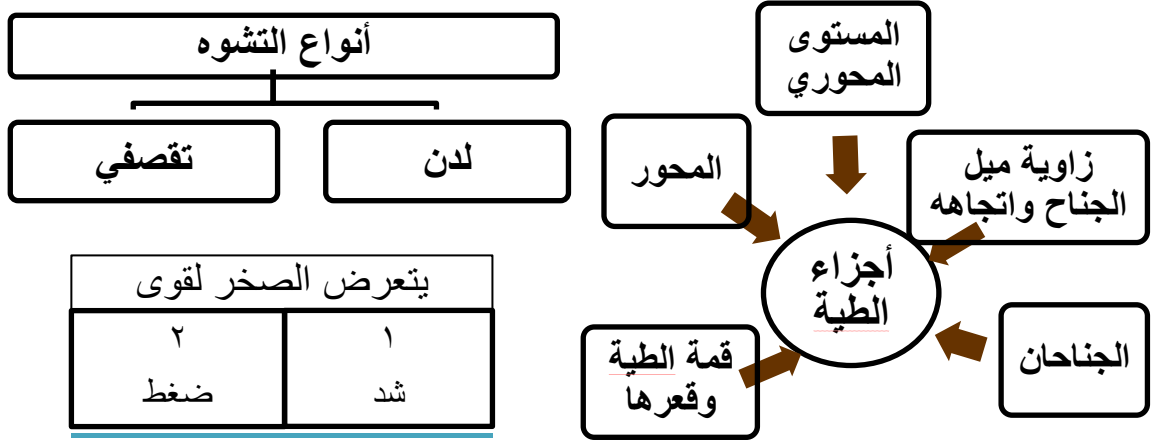 أنواع التشوه
لدن
تقصفي
يتعرض الصخر لقوى
١
٢
شد
ضغط
المستوى
المحوري
زاوية ميل
الجناح واتجاهه
المحور
أجزاء
الطية
الجناحان
قمة الطية
وقعرها